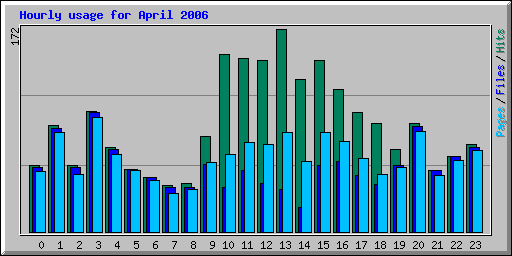 Hourly usage for April 2006
172
Pages/Files/Hits
0 1 2 3 4 5 6 7 8 9 10 11 12 13 14 15 16 17 18 19 20 21 22 23